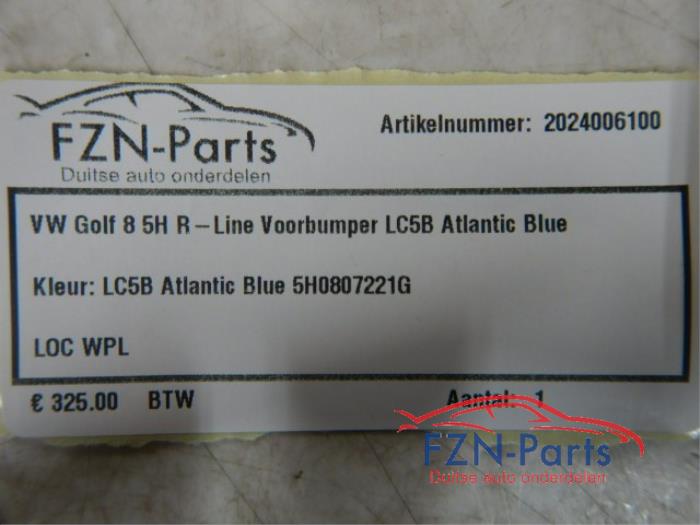 FZN-Parts
Duitse auto onderdelen
Artikelnummer: 2024006100
VW Golf 8 5H R-Line Voorbumper LC5B Atlantic Blue
Kleur: LC5B Atlantic Blue 5H0807221G
LOC WPL
€ 325.00 BTW Aantal: 1
FZN-Parts
Duitse auto onderdelen